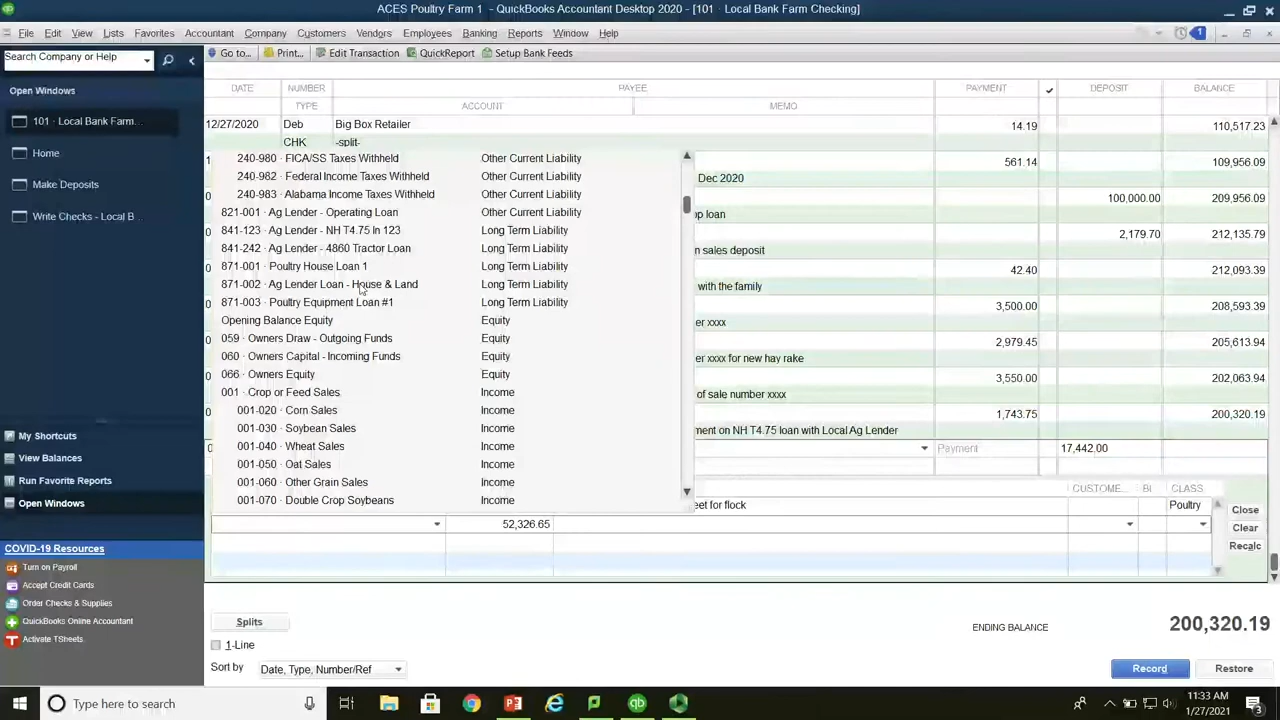 ACES Poultry Farm 1 - QuickBooks Accountant Desktop 2020 - [101 · Local Bank Farm Checking]
File Edit View Lists Favorites Accountant Company Customers Vendors Employees Banking Reports Window Help 1
Search Company or Help
Go to... Print... Edit Transaction QuickReport Setup Bank Feeds
Open Windows
101 · Local Bank Farm...
Home
Make Deposits
Write Checks - Local B...
My Shortcuts
View Balances
Run Favorite Reports
Open Windows
COVID-19 Resources
Turn on Payroll
Accept Credit Cards
Order Checks & Supplies
QuickBooks Online Accountant
Activate TSheets
DATE NUMBER PAYEE PAYMENT ✓ DEPOSIT BALANCE
TYPE ACCOUNT MEMO
12/27/2020 Deb Big Box Retailer 14.19 110,517.23
CHK -split-
240-980 · FICA/SS Taxes Withheld Other Current Liability 561.14 109,956.09
240-982 · Federal Income Taxes Withheld Other Current Liability Dec 2020
240-983 · Alabama Income Taxes Withheld Other Current Liability 100,000.00 209,956.09
821-001 · Ag Lender - Operating Loan Other Current Liability op loan
841-123 · Ag Lender - NH T4.75 ln 123 Long Term Liability 2,179.70 212,135.79
841-242 · Ag Lender - 4860 Tractor Loan Long Term Liability n sales deposit
871-001 · Poultry House Loan 1 Long Term Liability 42.40 212,093.39
871-002 · Ag Lender Loan - House & Land Long Term Liability with the family
871-003 · Poultry Equipment Loan #1 Long Term Liability 3,500.00 208,593.39
Opening Balance Equity Equity er xxxx
059 · Owners Draw - Outgoing Funds Equity 2,979.45 205,613.94
060 · Owners Capital - Incoming Funds Equity er xxxx for new hay rake
066 · Owners Equity Equity 3,550.00 202,063.94
001 · Crop or Feed Sales Income of sale number xxxx
001-020 · Corn Sales Income 1,743.75 200,320.19
001-030 · Soybean Sales Income ment on NH T4.75 loan with Local Ag Lender
001-040 · Wheat Sales Income Payment 17,442.00
001-050 · Oat Sales Income
001-060 · Other Grain Sales Income CUSTOME... BI CLASS
001-070 · Double Crop Soybeans Income eet for flock Poultry
52,326.65
Close
Clear
Recalc
Splits
1-Line
Sort by Date, Type, Number/Ref
ENDING BALANCE 200,320.19
Record Restore
Type here to search
11:33 AM
1/27/2021
3